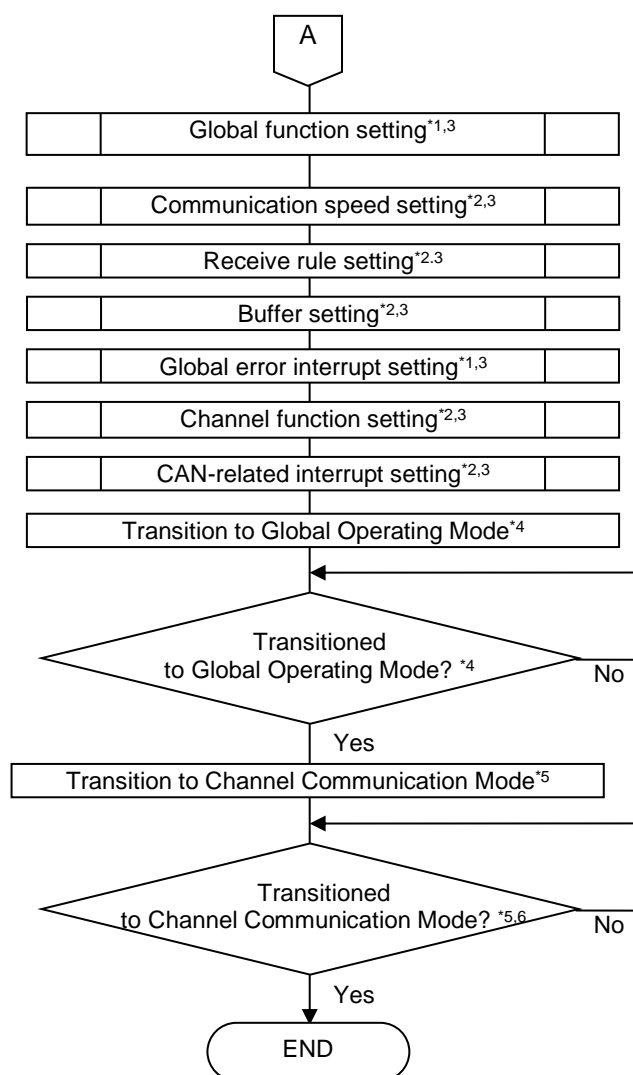 A
Global function setting*1,3
Communication speed setting*2,3
Receive rule setting*2.3
Buffer setting*2,3
Global error interrupt setting*1,3
Channel function setting*2,3
CAN-related interrupt setting*2,3
Transition to Global Operating Mode*4
Transitioned
to Global Operating Mode? *4
No
Yes
Transition to Channel Communication Mode*5
Transitioned
to Channel Communication Mode? *5,6
No
Yes
END